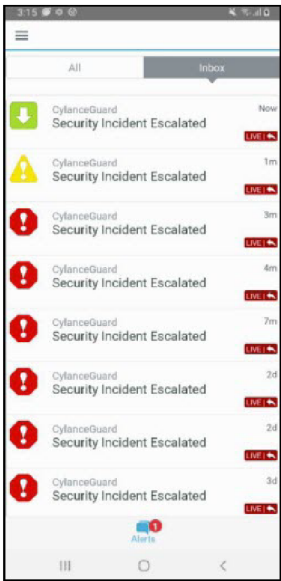 3:15
All Inbox
CylanceGuard Now
Security Incident Escalated
LIVE
CylanceGuard 1m
Security Incident Escalated
LIVE
CylanceGuard 3m
Security Incident Escalated
LIVE
CylanceGuard 4m
Security Incident Escalated
LIVE
CylanceGuard 7m
Security Incident Escalated
LIVE
CylanceGuard 2d
Security Incident Escalated
LIVE
CylanceGuard 2d
Security Incident Escalated
LIVE
CylanceGuard 3d
Security Incident Escalated
LIVE
1
Alerts